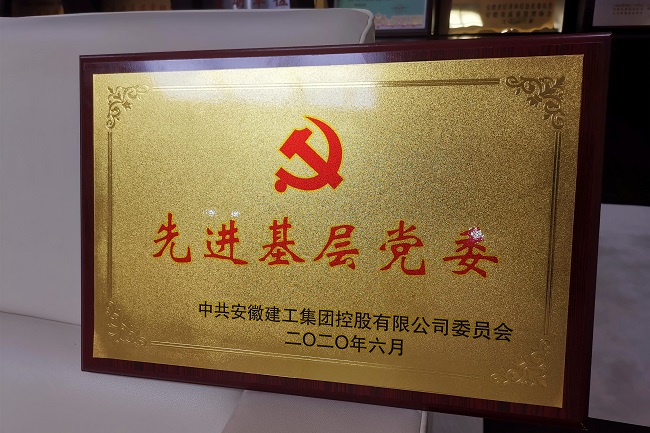 先进基层党委
中共安徽建工集团控股有限公司委员会
二〇二〇年六月